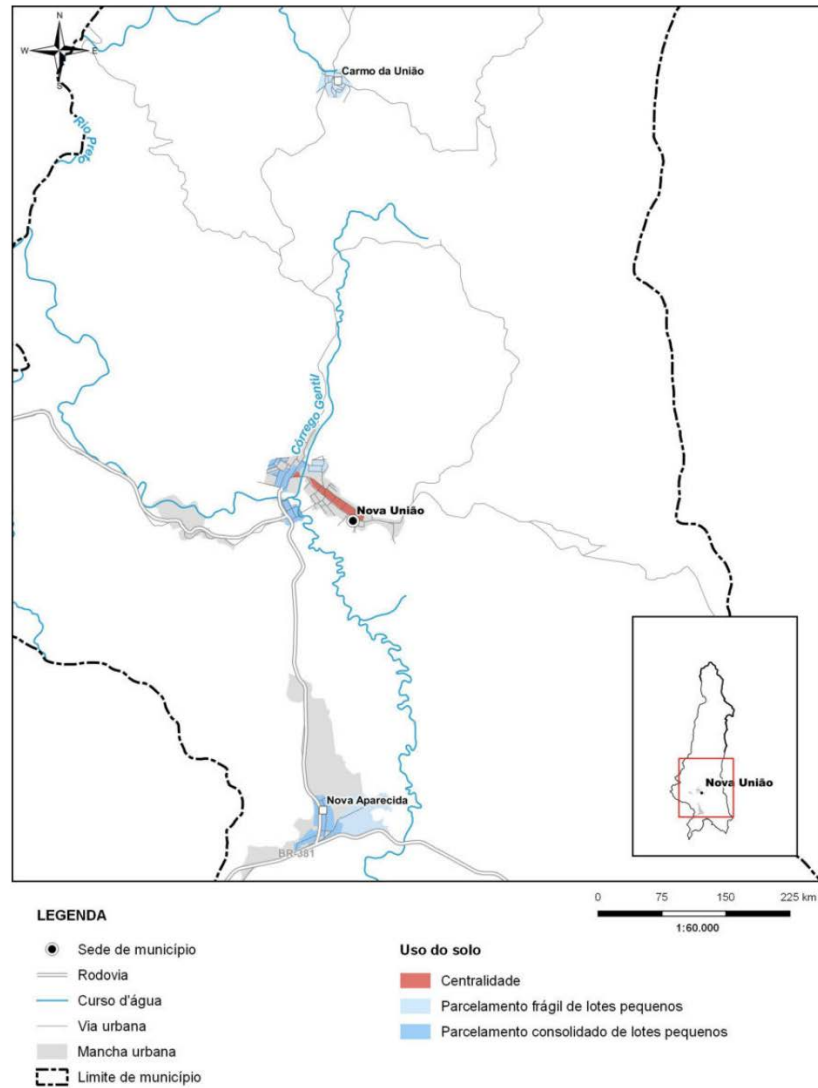 N
W E
S
Carmo da União
Rio Preto
Córrego Gentil
Nova União
Nova União
Nova Aparecida
BR-381
LEGENDA
Sede de município
Rodovia
Curso d'água
Via urbana
Mancha urbana
Limite de município
0 75 150 225 km
1:60.000
Uso do solo
Centralidade
Parcelamento frágil de lotes pequenos
Parcelamento consolidado de lotes pequenos